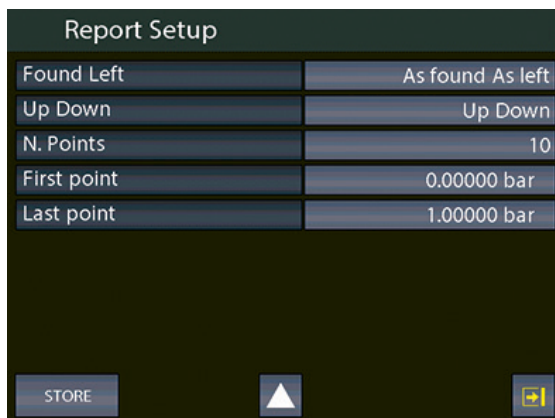 Report Setup
Found Left As found As left
Up Down Up Down
N. Points 10
First point 0.00000 bar
Last point 1.00000 bar
STORE